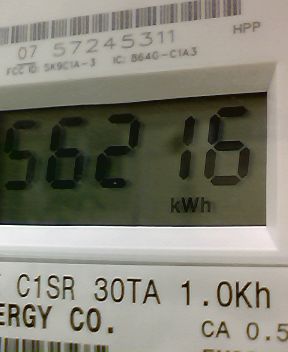 07 57245311
HPP
FCC ID: SK9C1A-3 IC: 864G-C1A3
56216
kWh
C1SR 30TA 1.0Kh
ERGY CO.
CA 0.5